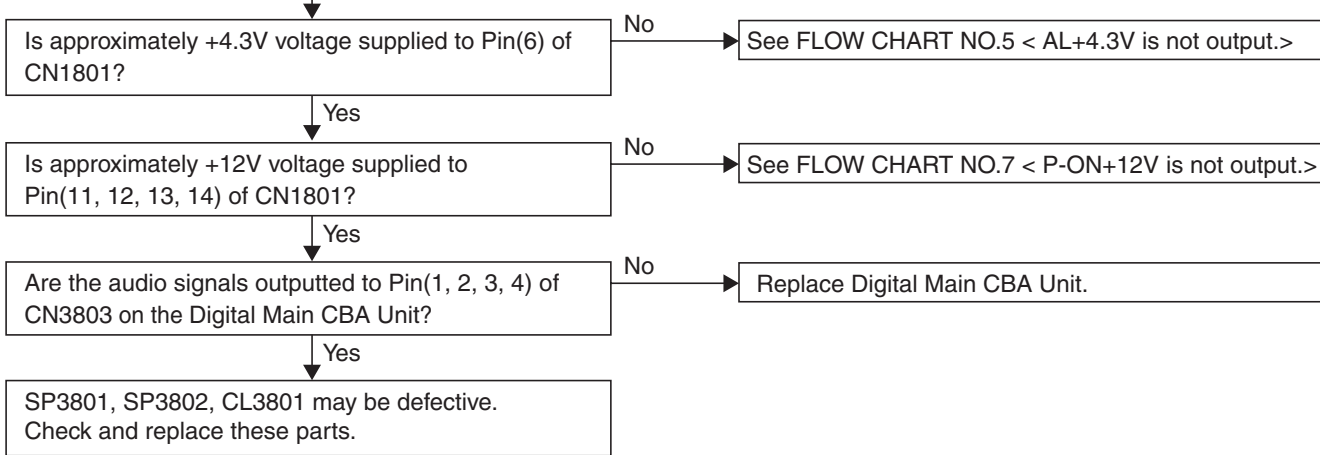 Is approximately +4.3V voltage supplied to Pin(6) of
CN1801?
No
See FLOW CHART NO.5 < AL+4.3V is not output.>
Yes
Is approximately +12V voltage supplied to
Pin(11, 12, 13, 14) of CN1801?
No
See FLOW CHART NO.7 < P-ON+12V is not output.>
Yes
Are the audio signals outputted to Pin(1, 2, 3, 4) of
CN3803 on the Digital Main CBA Unit?
No
Replace Digital Main CBA Unit.
Yes
SP3801, SP3802, CL3801 may be defective.
Check and replace these parts.